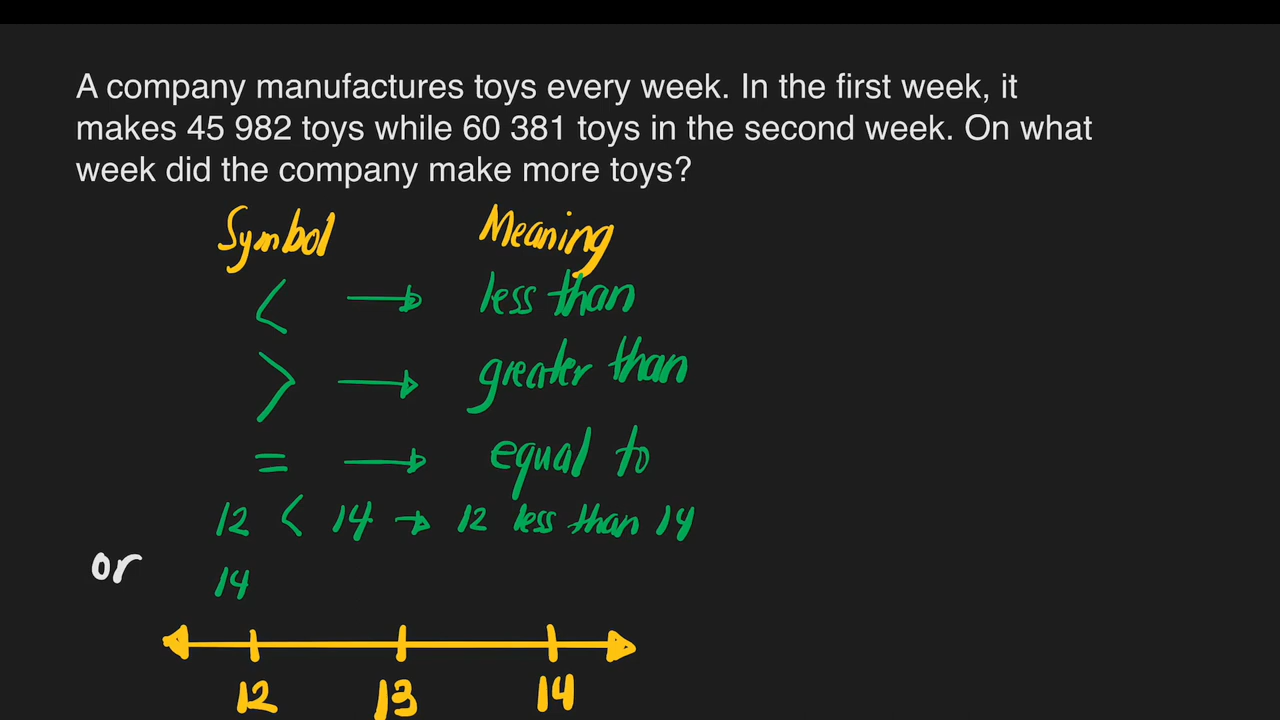 A company manufactures toys every week. In the first week, it
makes 45 982 toys while 60 381 toys in the second week. On what
week did the company make more toys?
Symbol Meaning
< → less than
> → greater than
= → equal to
12 < 14 → 12 less than 14
or
14
12 13 14